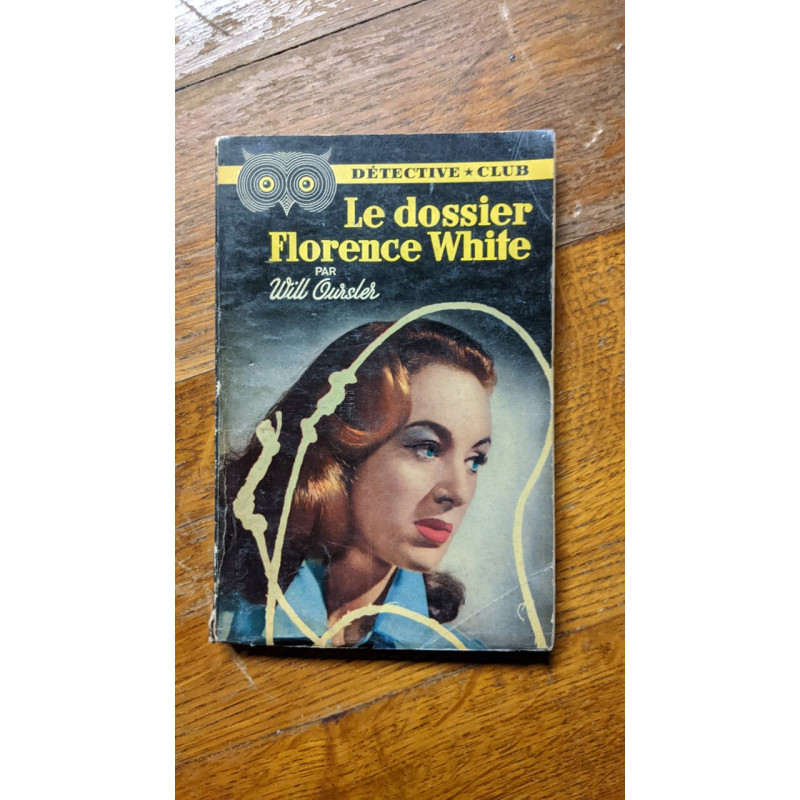 DÉTECTIVE ★ CLUB
Le dossier
Florence White
PAR
Will Oursler